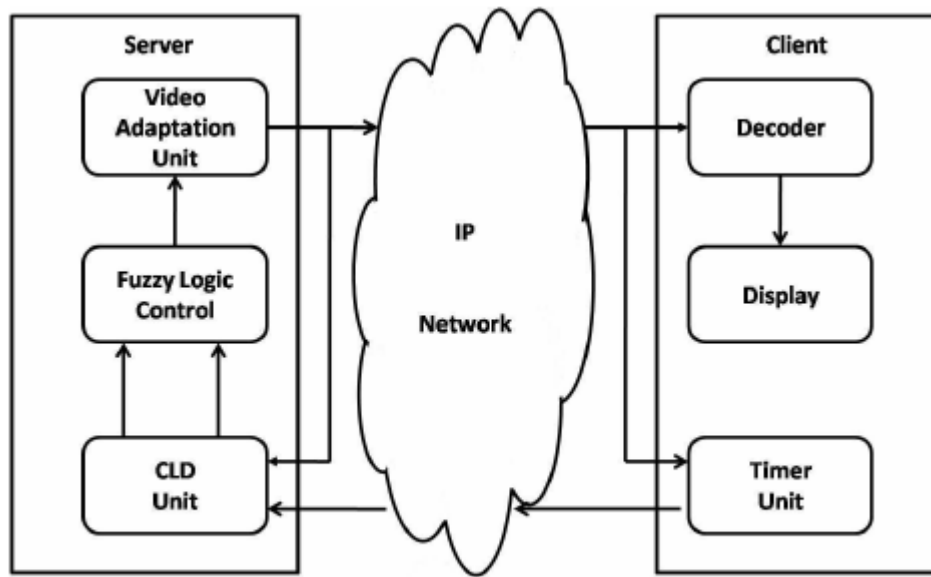 Server
Video
Adaptation
Unit
Fuzzy Logic
Control
CLD
Unit
IP
Network
Client
Decoder
Display
Timer
Unit